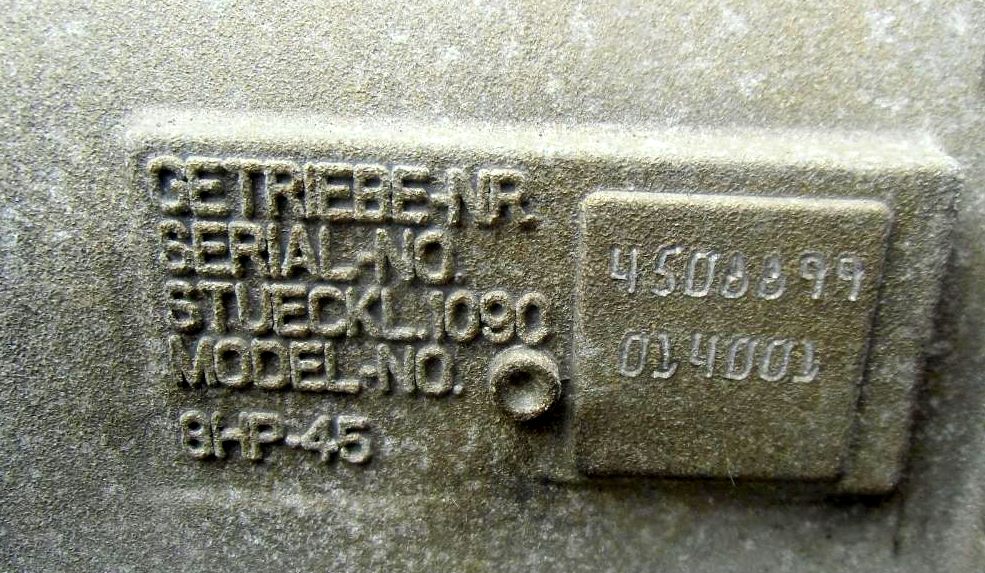 GETRIEBE-NR.
SERIAL-NO. 4508899
STUECKL.1090
MODEL-NO. 014001
8HP-45